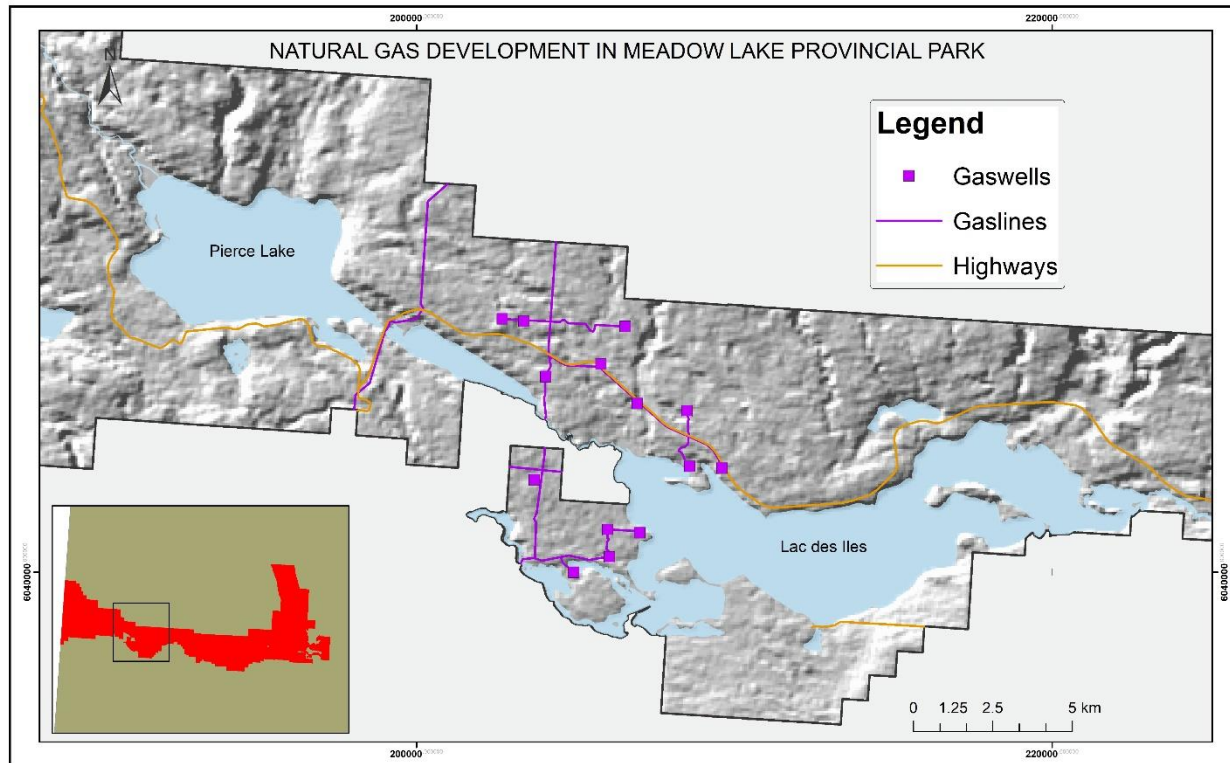 200000
220000
NATURAL GAS DEVELOPMENT IN MEADOW LAKE PROVINCIAL PARK
N
Legend
Gaswells
Gaslines
Highways
Pierce Lake
Lac des Iles
6040000
6040000
0 1.25 2.5 5 km
200000
220000